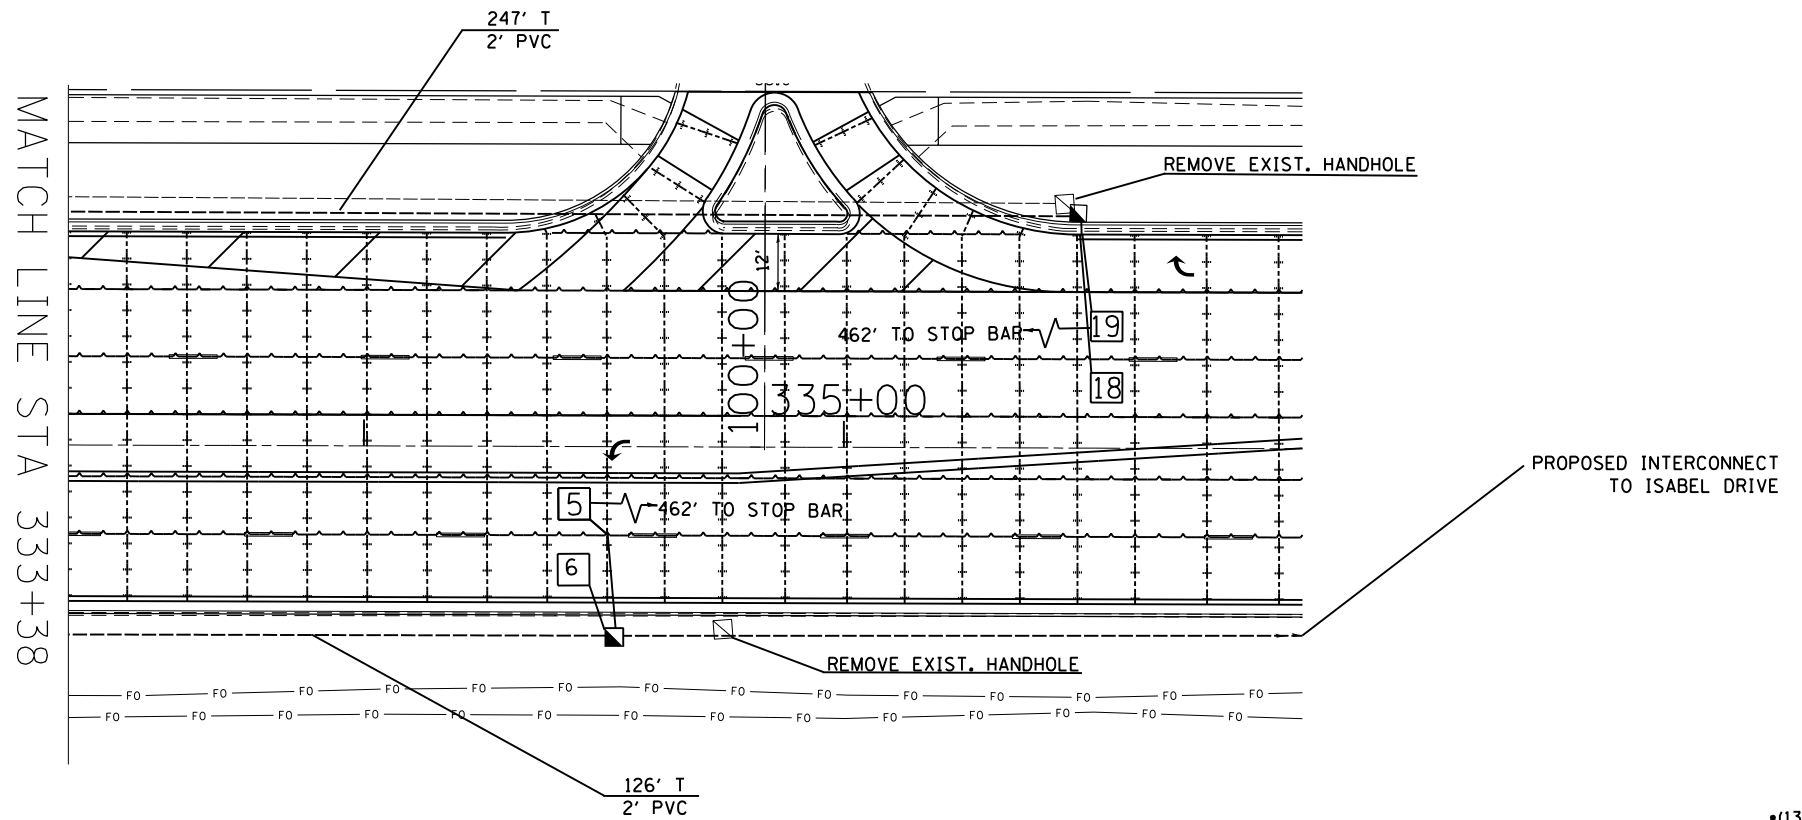 247' T
2' PVC
REMOVE EXIST. HANDHOLE
MATCH LINE STA 333+38
12'
100+00
462' TO STOP BAR
19
18
335+00
PROPOSED INTERCONNECT
TO ISABEL DRIVE
5
462' TO STOP BAR
6
REMOVE EXIST. HANDHOLE
FO FO FO FO FO FO FO FO FO FO FO FO FO FO
FO FO FO FO FO FO FO FO FO FO FO FO FO FO
126' T
2' PVC